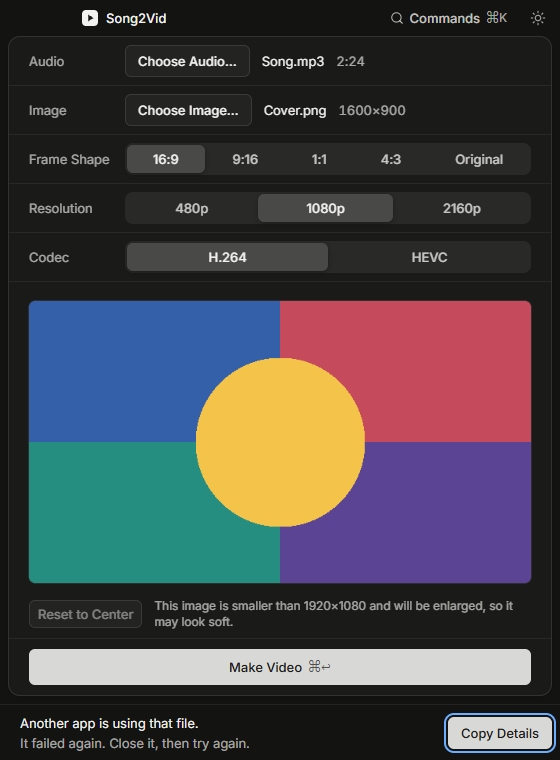 Song2Vid
Commands ⌘K
Audio Choose Audio... Song.mp3 2:24
Image Choose Image... Cover.png 1600×900
Frame Shape 16:9 9:16 1:1 4:3 Original
Resolution 480p 1080p 2160p
Codec H.264 HEVC
Reset to Center
This image is smaller than 1920×1080 and will be enlarged, so it
may look soft.
Make Video ⌘↩
Another app is using that file.
It failed again. Close it, then try again.
Copy Details